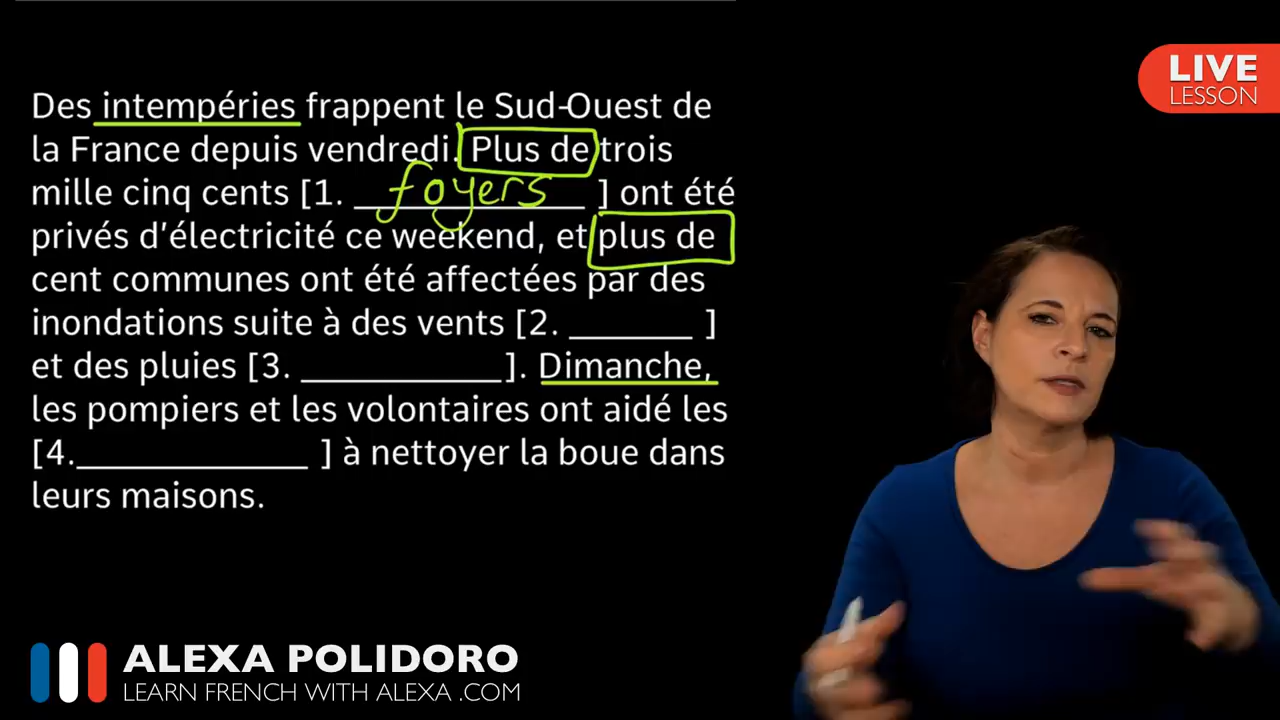 Des intempéries frappent le Sud-Ouest de
la France depuis vendredi. Plus de trois
mille cinq cents [1. foyers ] ont été
privés d'électricité ce weekend, et plus de
cent communes ont été affectées par des
inondations suite à des vents [2. _______ ]
et des pluies [3. ___________]. Dimanche,
les pompiers et les volontaires ont aidé les
[4._____________ ] à nettoyer la boue dans
leurs maisons.
LIVE
LESSON
ALEXA POLIDORO
LEARN FRENCH WITH ALEXA .COM